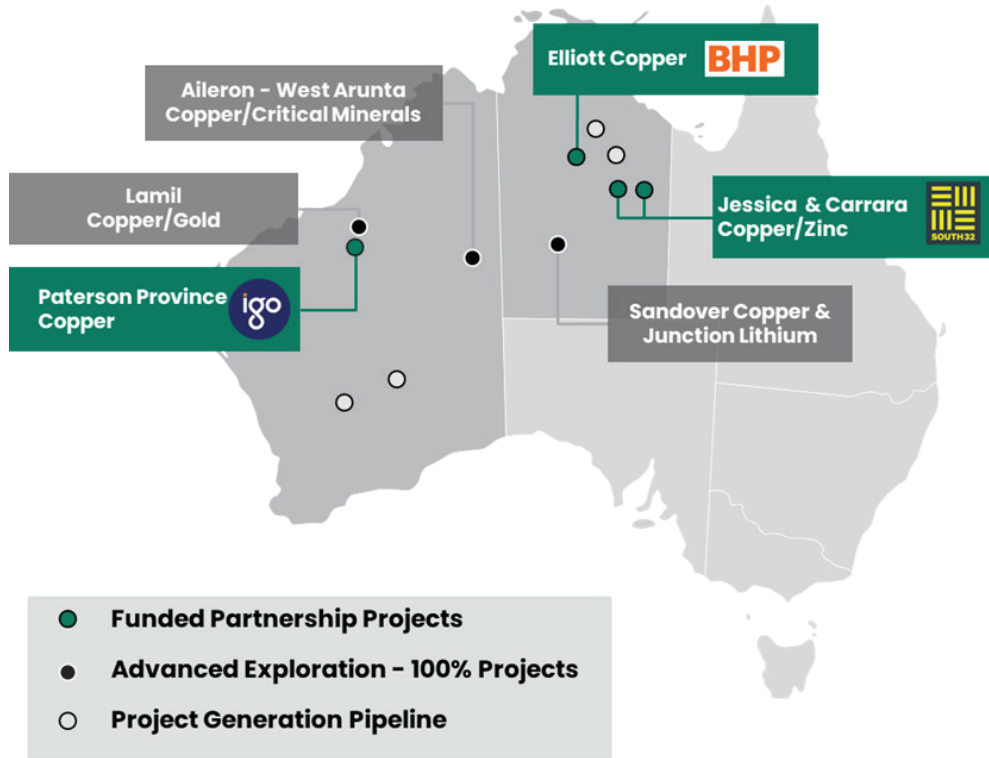 Elliott Copper BHP
Aileron - West Arunta
Copper/Critical Minerals
Lamil
Copper/Gold
Jessica & Carrara
Copper/Zinc
SOUTH32
Paterson Province
Copper
igo
Sandover Copper &
Junction Lithium
Funded Partnership Projects
Advanced Exploration - 100% Projects
Project Generation Pipeline